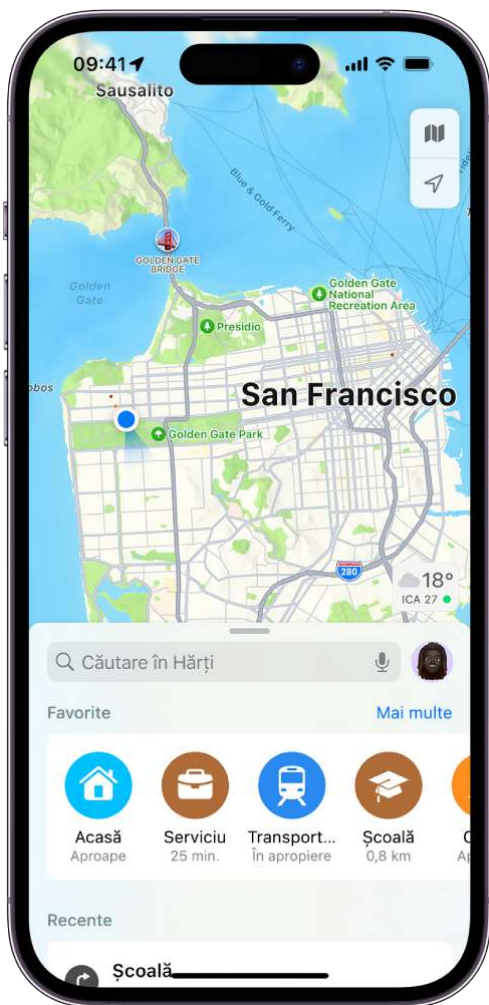 09:41
Sausalito
Blue & Gold Ferry
GOLDEN GATE
BRIDGE
Golden
Gate
Golden Gate
National
Recreation Area
Presidio
obos
San Francisco
Golden Gate Park
280
18°
ICA 27
Căutare în Hărți
Favorite
Mai multe
Acasă
Aproape
Serviciu
25 min.
Transport...
În apropiere
Școală
0,8 km
Recente
Școală